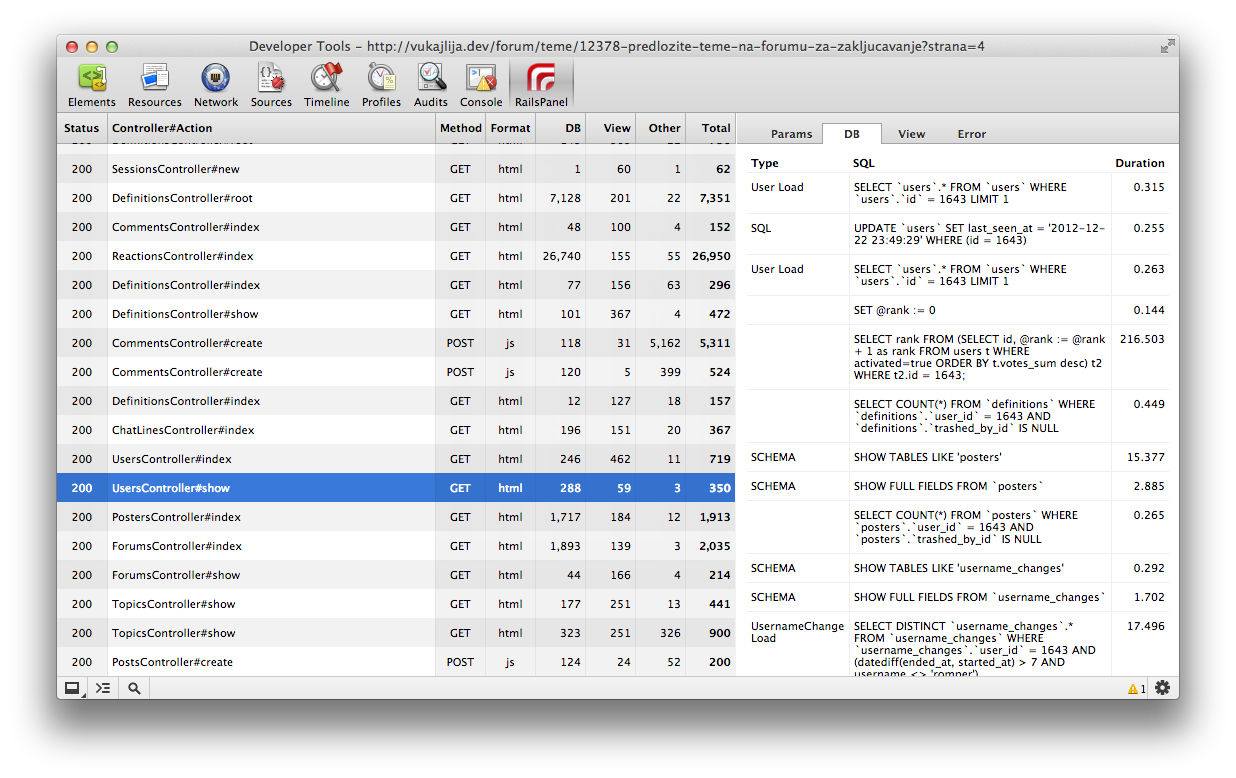 Developer Tools - http://vukajlija.dev/forum/teme/12378-predlozite-teme-na-forumu-za-zakljucavanje?strana=4
Elements Resources Network Sources Timeline Profiles Audits Console RailsPanel
Status Controller#Action Method Format DB View Other Total
200 SessionsController#new GET html 1 60 1 62
200 DefinitionsController#root GET html 7,128 201 22 7,351
200 CommentsController#index GET html 48 100 4 152
200 ReactionsController#index GET html 26,740 155 55 26,950
200 DefinitionsController#index GET html 77 156 63 296
200 DefinitionsController#show GET html 101 367 4 472
200 CommentsController#create POST js 118 31 5,162 5,311
200 CommentsController#create POST js 120 5 399 524
200 DefinitionsController#index GET html 12 127 18 157
200 ChatLinesController#index GET html 196 151 20 367
200 UsersController#index GET html 246 462 11 719
200 UsersController#show GET html 288 59 3 350
200 PostersController#index GET html 1,717 184 12 1,913
200 ForumsController#index GET html 1,893 139 3 2,035
200 ForumsController#show GET html 44 166 4 214
200 TopicsController#show GET html 177 251 13 441
200 TopicsController#show GET html 323 251 326 900
200 PostsController#create POST js 124 24 52 200
Params DB View Error
Type SQL Duration
User Load SELECT `users`.* FROM `users` WHERE 0.315
`users`.`id` = 1643 LIMIT 1
SQL UPDATE `users` SET last_seen_at = '2012-12- 0.255
22 23:49:29' WHERE (id = 1643)
User Load SELECT `users`.* FROM `users` WHERE 0.263
`users`.`id` = 1643 LIMIT 1
SET @rank := 0 0.144
SELECT rank FROM (SELECT id, @rank := @rank 216.503
+ 1 as rank FROM users t WHERE
activated=true ORDER BY t.votes_sum desc) t2
WHERE t2.id = 1643;
SELECT COUNT(*) FROM `definitions` WHERE 0.449
`definitions`.`user_id` = 1643 AND
`definitions`.`trashed_by_id` IS NULL
SCHEMA SHOW TABLES LIKE 'posters' 15.377
SCHEMA SHOW FULL FIELDS FROM `posters` 2.885
SELECT COUNT(*) FROM `posters` WHERE 0.265
`posters`.`user_id` = 1643 AND
`posters`.`trashed_by_id` IS NULL
SCHEMA SHOW TABLES LIKE 'username_changes' 0.292
SCHEMA SHOW FULL FIELDS FROM `username_changes` 1.702
UsernameChange SELECT DISTINCT `username_changes`.* 17.496
Load FROM `username_changes` WHERE
`username_changes`.`user_id` = 1643 AND
(datediff(ended_at, started_at) > 7 AND
username <> 'romper')
1